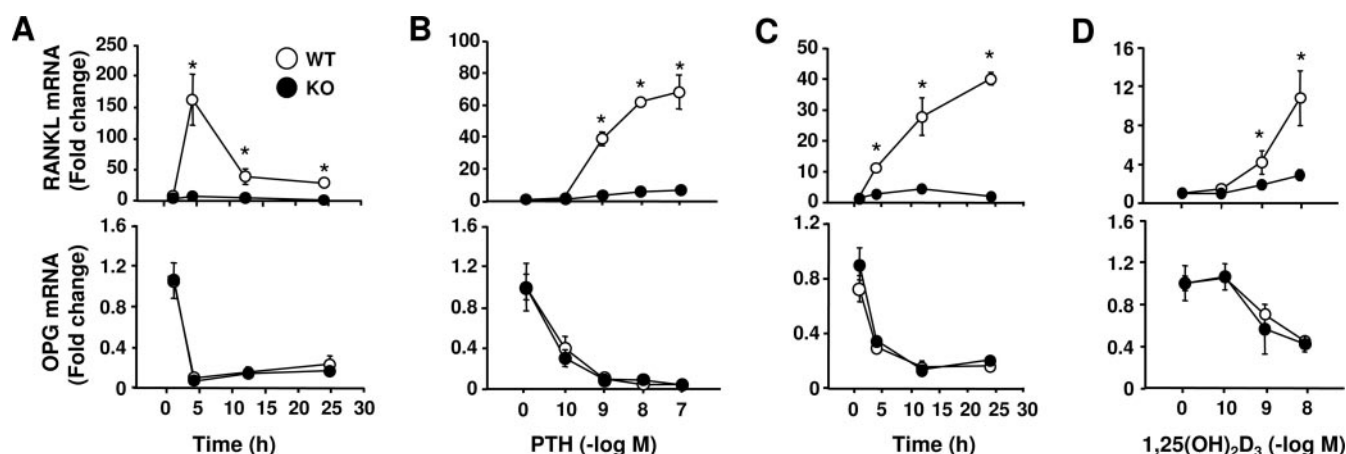 A
RANKL mRNA
(Fold change)
250
200
150
100
50
0
*
*
*
WT
KO
B
100
80
60
40
20
0
*
*
*
C
50
40
30
20
10
0
*
*
*
D
16
12
8
4
0
*
*
OPG mRNA
(Fold change)
1.6
1.2
0.8
0.4
0
0 5 10 15 20 25 30
Time (h)
1.6
1.2
0.8
0.4
0
0 10 9 8 7
PTH (-log M)
1.2
0.8
0.4
0
0 5 10 15 20 25 30
Time (h)
1.6
1.2
0.8
0.4
0
0 10 9 8
1,25(OH)₂D₃ (-log M)